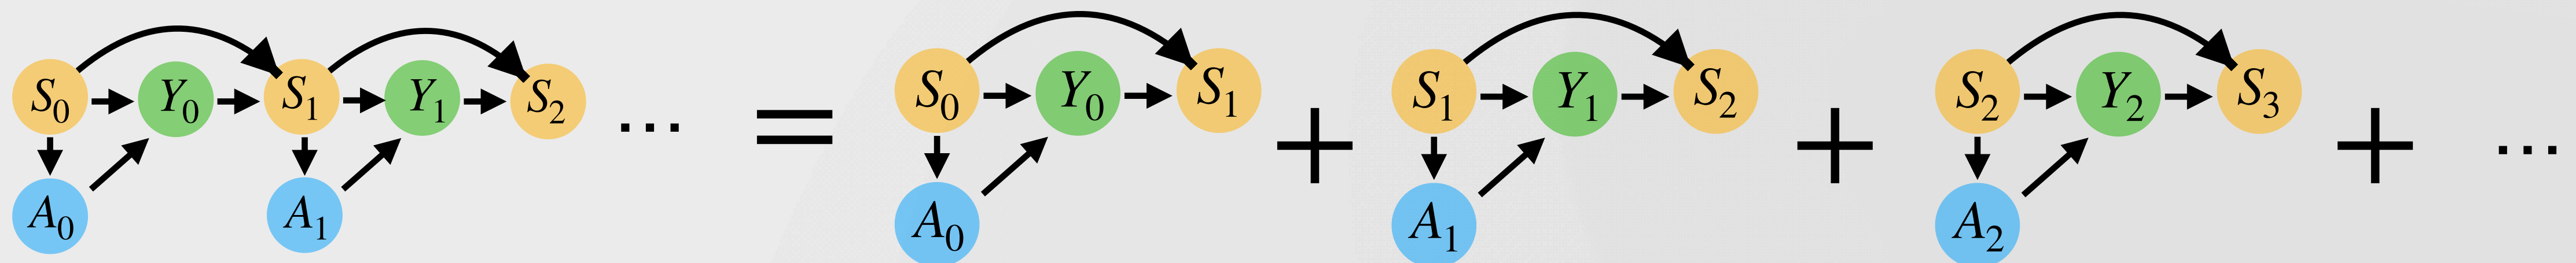 S₀ Y₀ S₁ Y₁ S₂ ... = S₀ Y₀ S₁ + S₁ Y₁ S₂ + S₂ Y₂ S₃ + ...
A₀ A₁ A₀ A₁ A₂